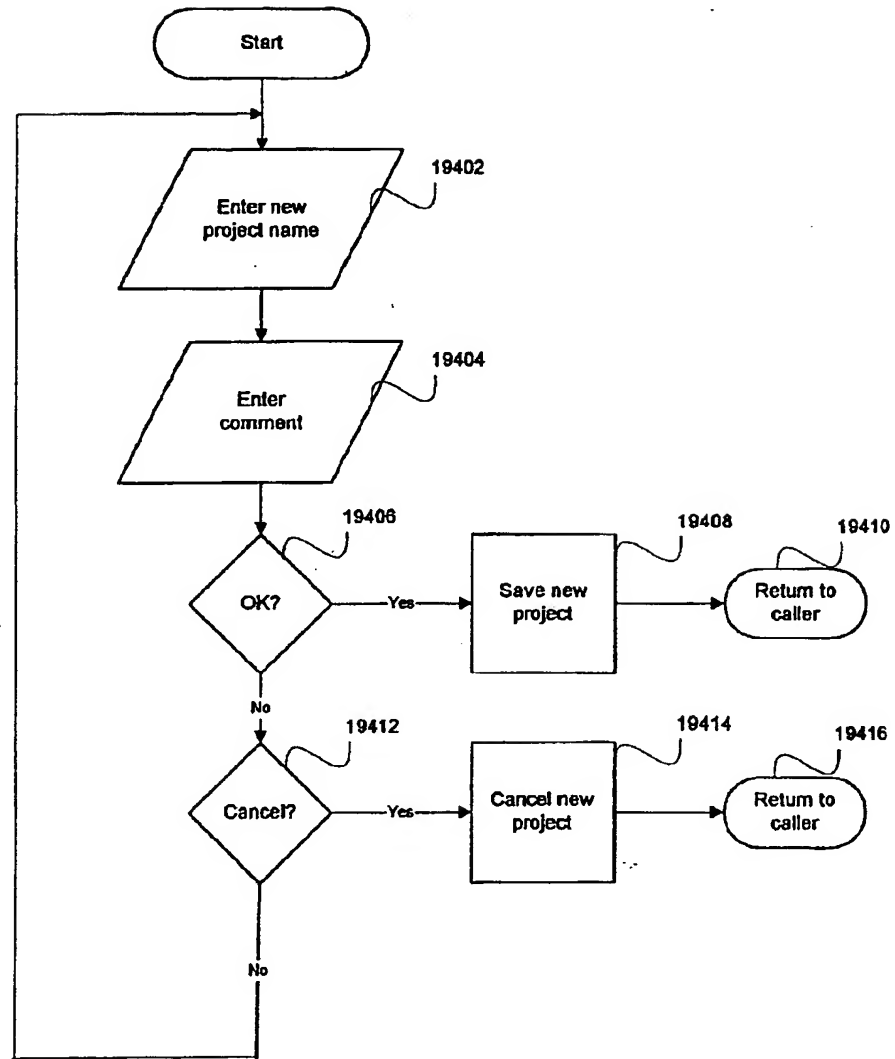 Start
19402
Enter new
project name
19404
Enter
comment
19406
OK?
Yes
19408
Save new
project
19410
Return to
caller
No
19412
Cancel?
Yes
19414
Cancel new
project
19416
Return to
caller
No